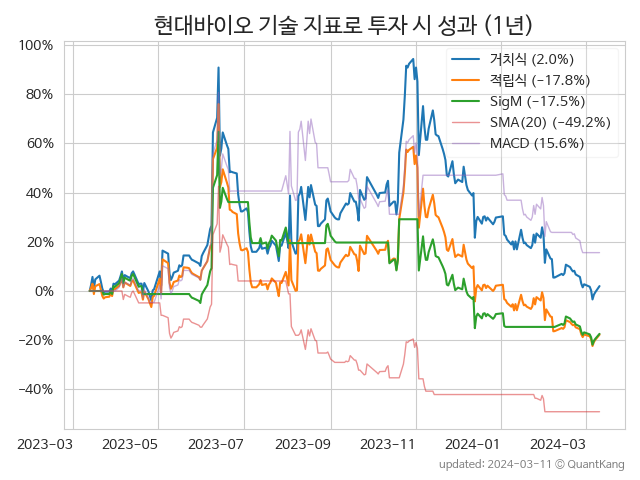 현대바이오 기술 지표로 투자 시 성과 (1년)
100%
80%
60%
40%
20%
0%
−20%
−40%
거치식 (2.0%)
적립식 (−17.8%)
SigM (−17.5%)
SMA(20) (−49.2%)
MACD (15.6%)
2023-03 2023-05 2023-07 2023-09 2023-11 2024-01 2024-03
updated: 2024-03-11 © QuantKang